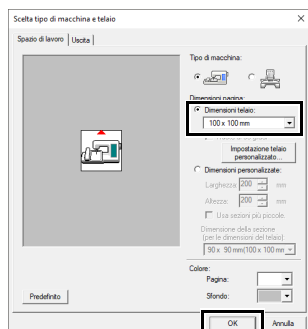 Scelta tipo di macchina e telaio
Spazio di lavoro
Uscita
Tipo di macchina:
Dimensioni pagina:
Dimensioni telaio:
100 x 100 mm
Impostazione telaio
personalizzato...
Dimensioni personalizzate:
Larghezza: 200 mm
Altezza: 200 mm
Usa sezioni più piccole
Dimensione della sezione
(per le dimensioni del telaio):
90 x 90 mm(100 x 100 mm
Colore:
Pagina:
Sfondo:
Predefinito
OK
Annulla